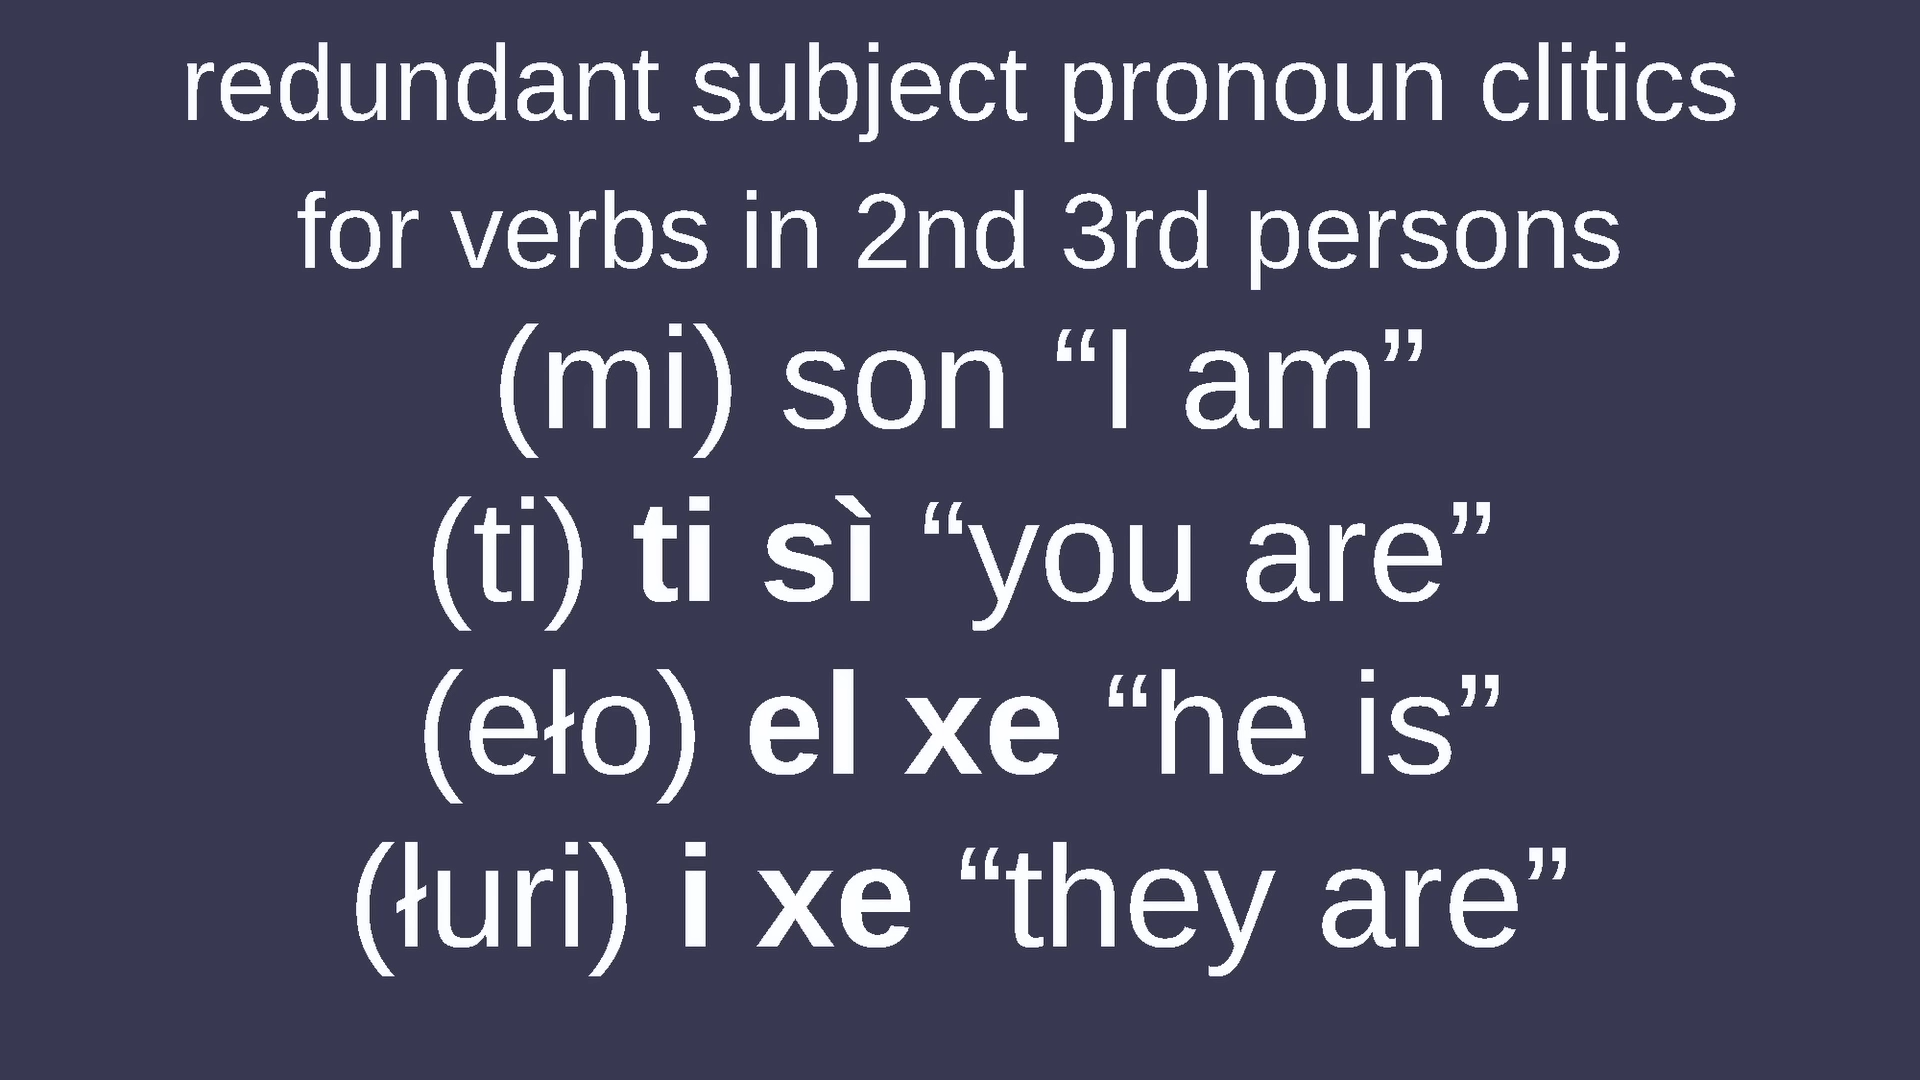 redundant subject pronoun clitics
for verbs in 2nd 3rd persons
(mi) son “I am”
(ti) ti sì “you are”
(eło) el xe “he is”
(łuri) i xe “they are”